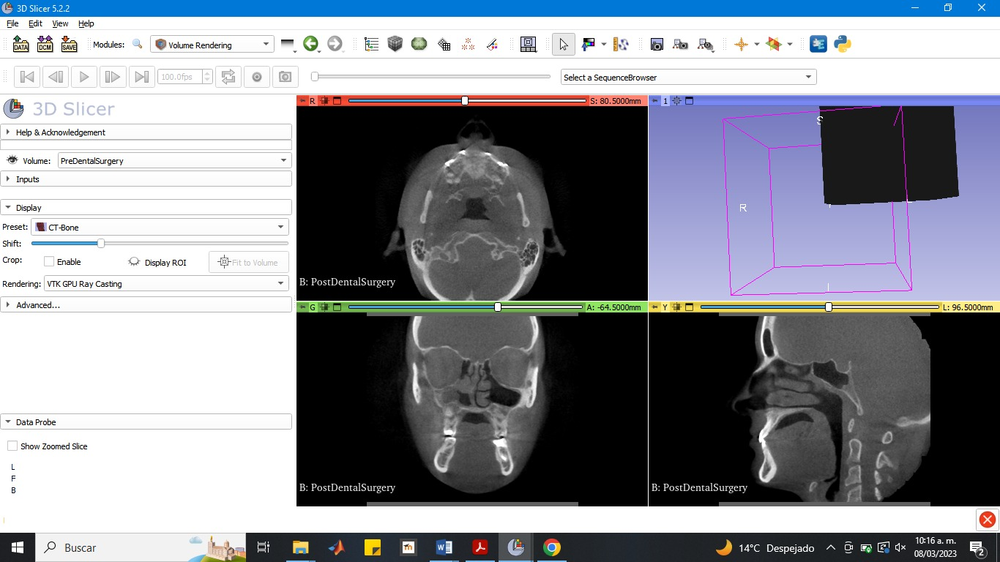 3D Slicer 5.2.2
File Edit View Help
DATA DCM SAVE Modules: Volume Rendering
100.0fps Select a SequenceBrowser
3D Slicer
Help & Acknowledgement
Volume: PreDentalSurgery
Inputs
Display
Preset: CT-Bone
Shift:
Crop: Enable Display ROI Fit to Volume
Rendering: VTK GPU Ray Casting
Advanced...
Data Probe
Show Zoomed Slice
L
F
B
R S: 80.5000mm
B: PostDentalSurgery
1
S
R
I
G A: -64.5000mm
B: PostDentalSurgery
Y L: 96.5000mm
B: PostDentalSurgery
Buscar
14°C Despejado
10:16 a. m.
08/03/2023
2